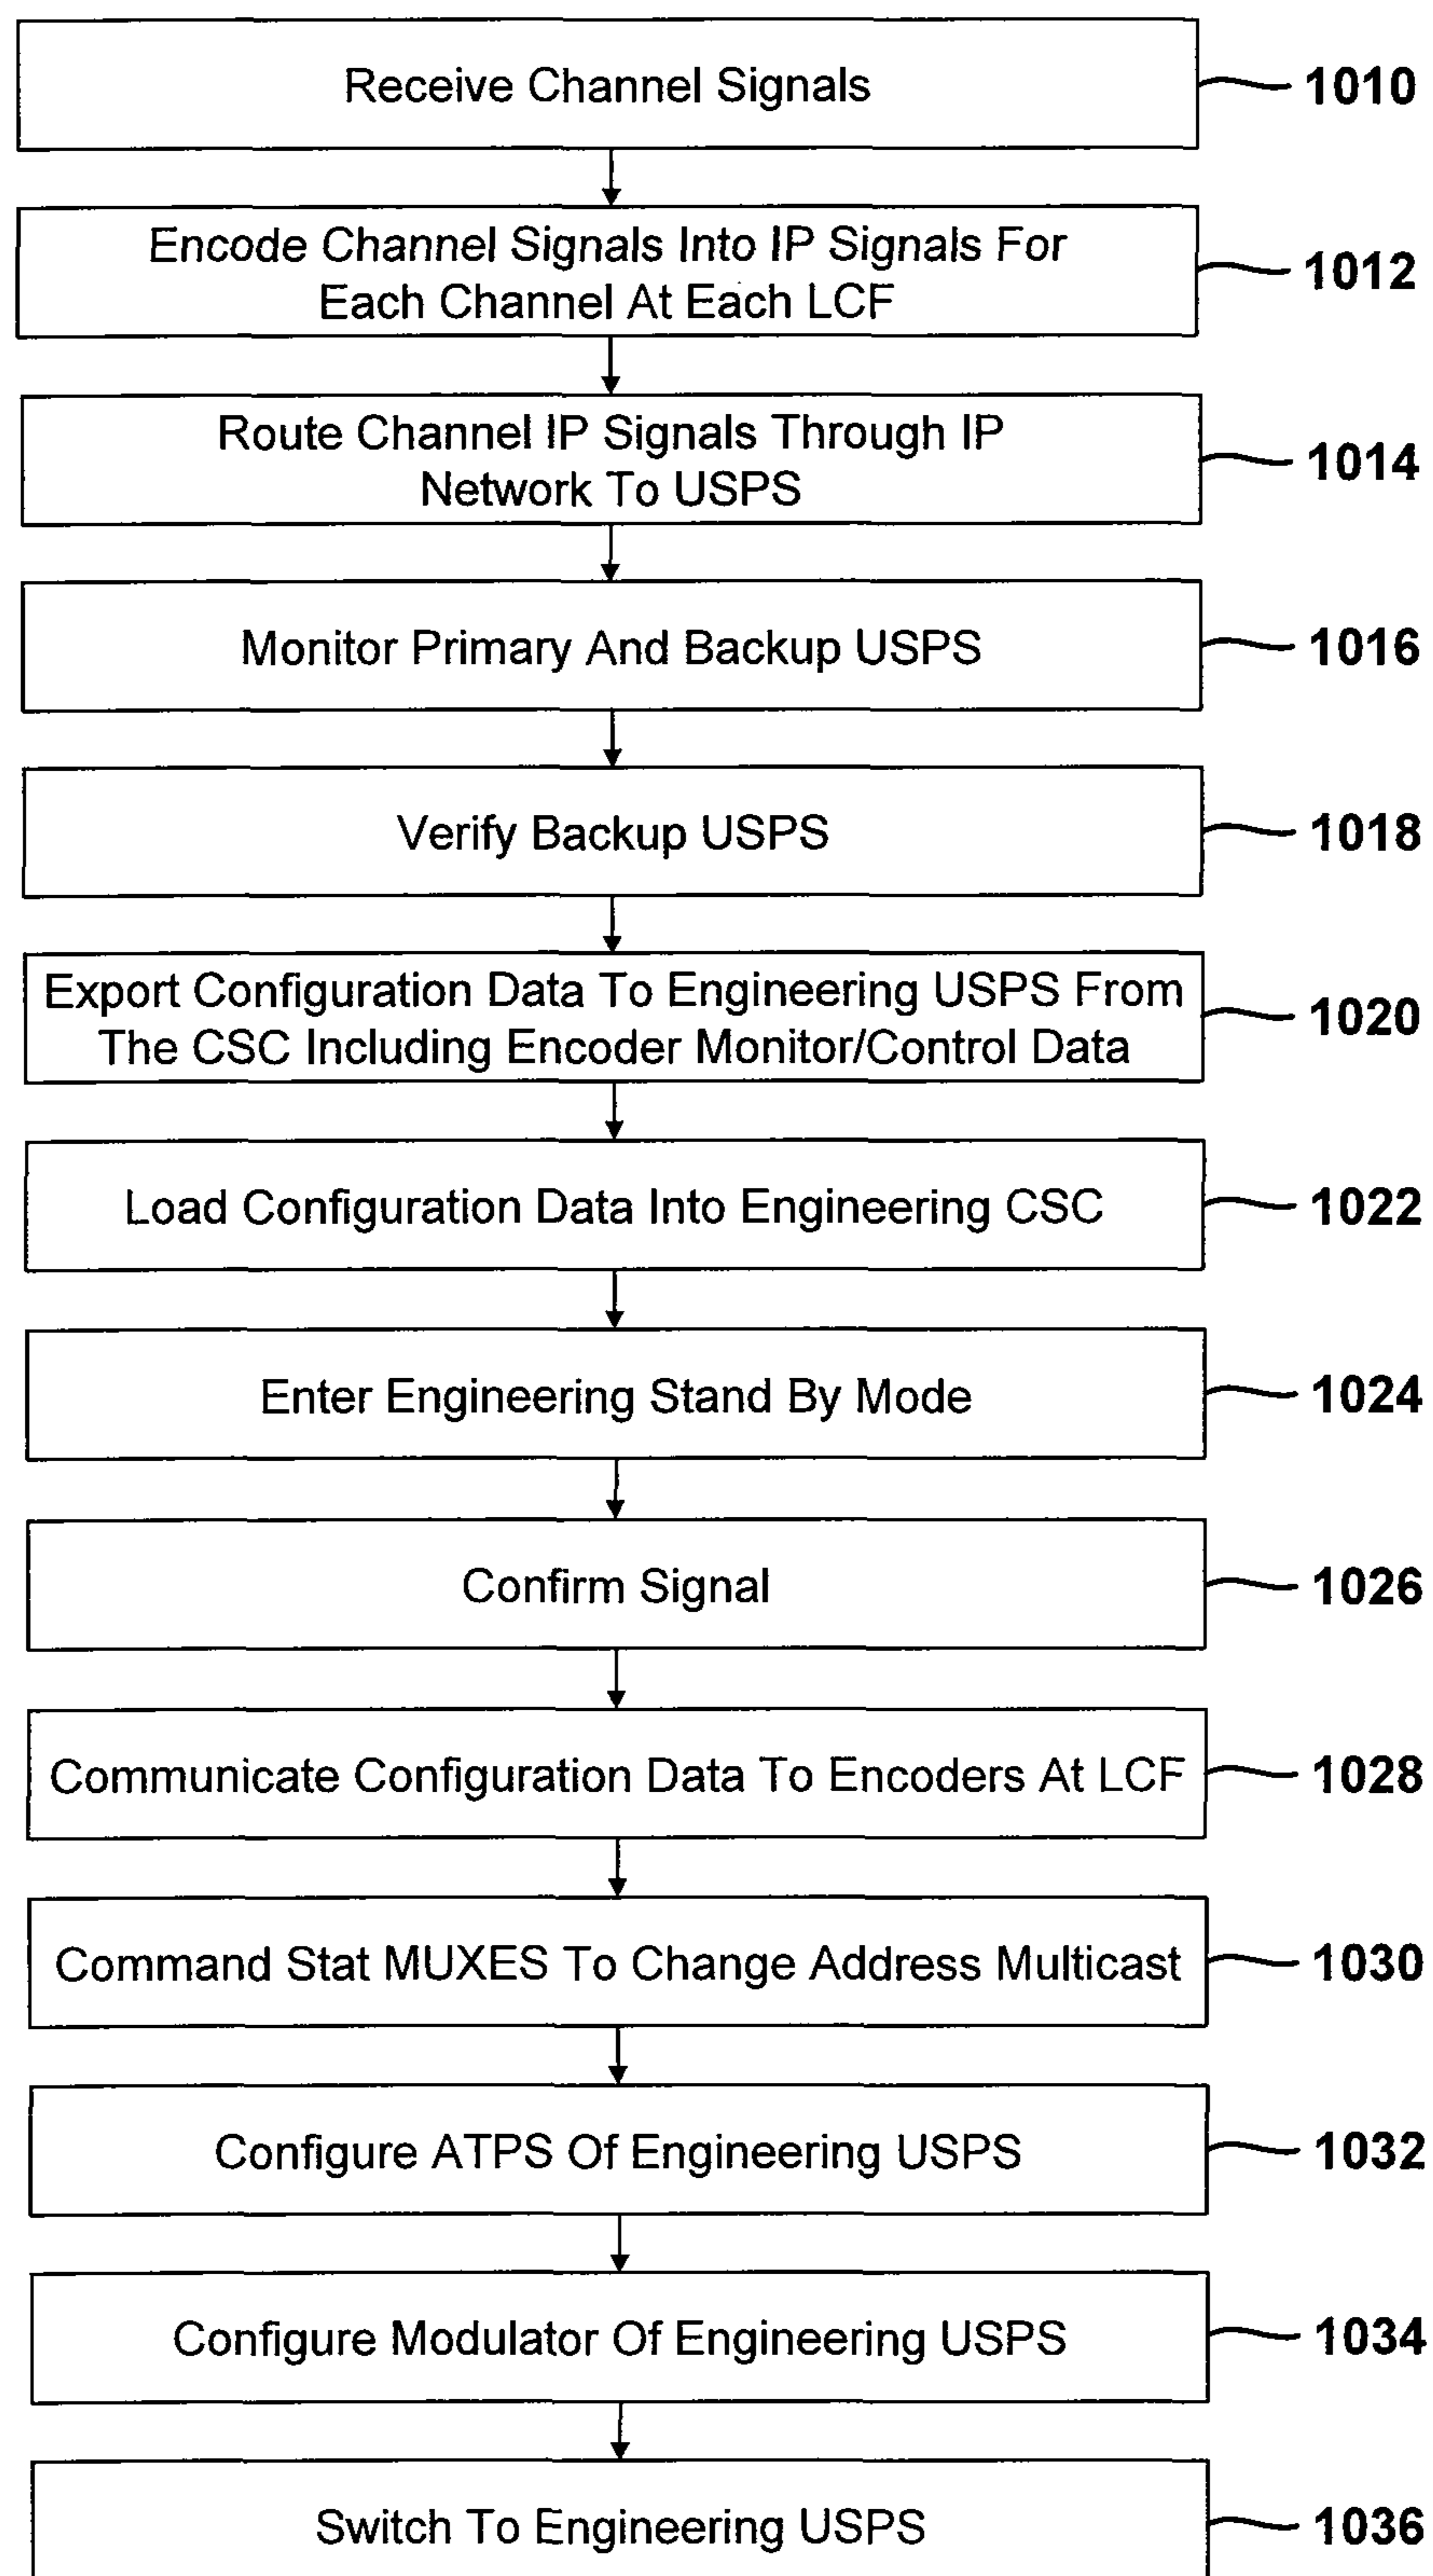 Receive Channel Signals
1010
Encode Channel Signals Into IP Signals For
Each Channel At Each LCF
1012
Route Channel IP Signals Through IP
Network To USPS
1014
Monitor Primary And Backup USPS
1016
Verify Backup USPS
1018
Export Configuration Data To Engineering USPS From
The CSC Including Encoder Monitor/Control Data
1020
Load Configuration Data Into Engineering CSC
1022
Enter Engineering Stand By Mode
1024
Confirm Signal
1026
Communicate Configuration Data To Encoders At LCF
1028
Command Stat MUXES To Change Address Multicast
1030
Configure ATPS Of Engineering USPS
1032
Configure Modulator Of Engineering USPS
1034
Switch To Engineering USPS
1036